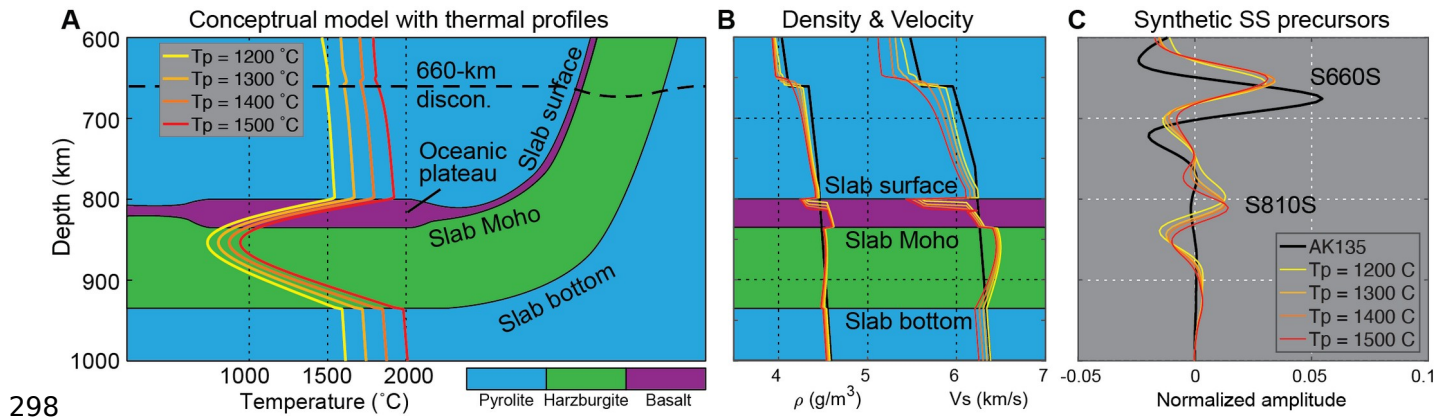 A Conceptrual model with thermal profiles
600
700
800
900
1000
Depth (km)
Tp = 1200 ˚C
Tp = 1300 ˚C
Tp = 1400 ˚C
Tp = 1500 ˚C
660-km
discon.
Slab surface
Oceanic
plateau
Slab Moho
Slab bottom
1000 1500 2000
Temperature (˚C)
Pyrolite Harzburgite Basalt
B Density & Velocity
Slab surface
Slab Moho
Slab bottom
4 5 6 7
ρ (g/m³) Vs (km/s)
C Synthetic SS precursors
S660S
S810S
AK135
Tp = 1200 C
Tp = 1300 C
Tp = 1400 C
Tp = 1500 C
-0.05 0 0.05 0.1
Normalized amplitude
298